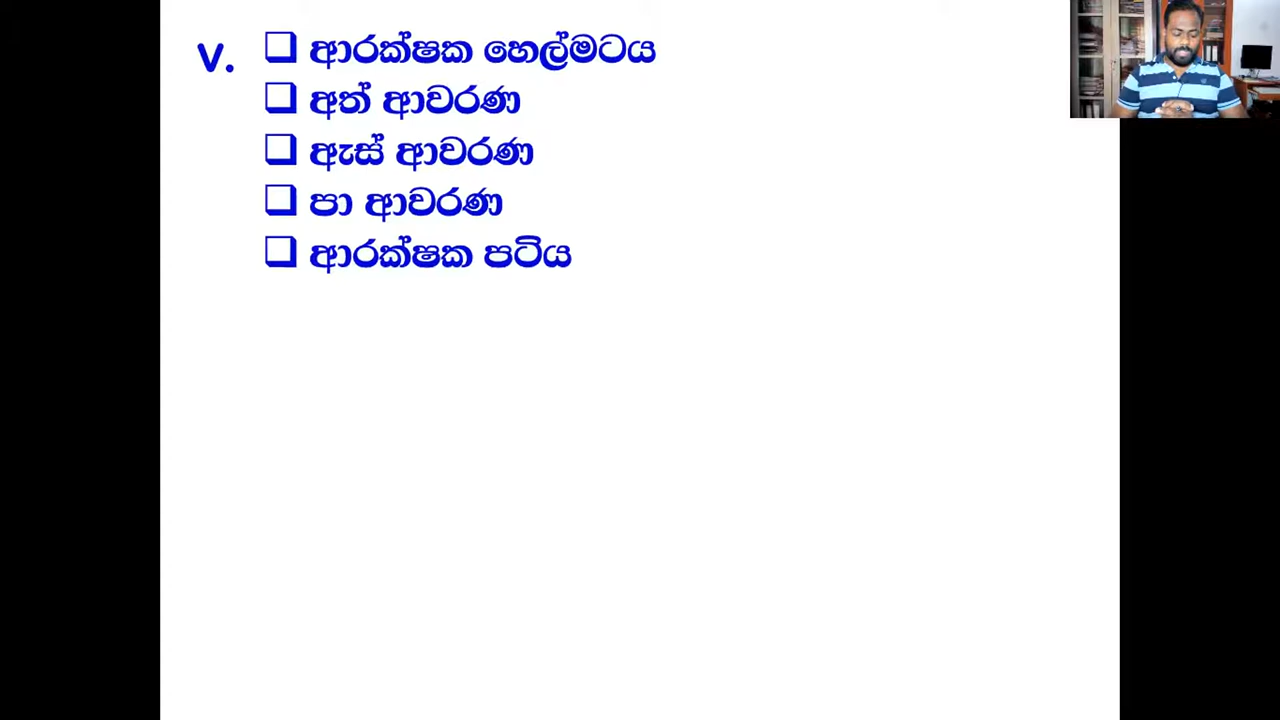 v. ❑ ආරක්ෂක හෙල්මටය
❑ අත් ආවරණ
❑ ඇස් ආවරණ
❑ පා ආවරණ
❑ ආරක්ෂක පටිය